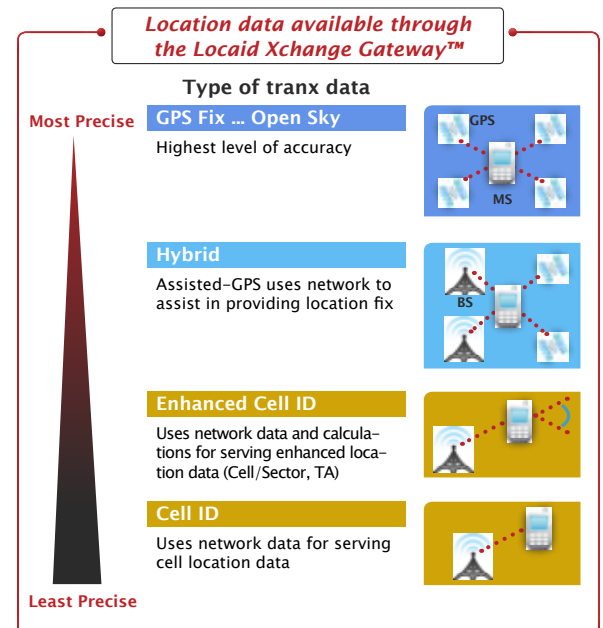 Location data available through
the Locaid Xchange Gateway™
Type of tranx data
Most Precise
GPS Fix ... Open Sky
Highest level of accuracy
GPS
MS
Hybrid
Assisted-GPS uses network to
assist in providing location fix
BS
Enhanced Cell ID
Uses network data and calcula-
tions for serving enhanced loca-
tion data (Cell/Sector, TA)
Cell ID
Uses network data for serving
cell location data
Least Precise